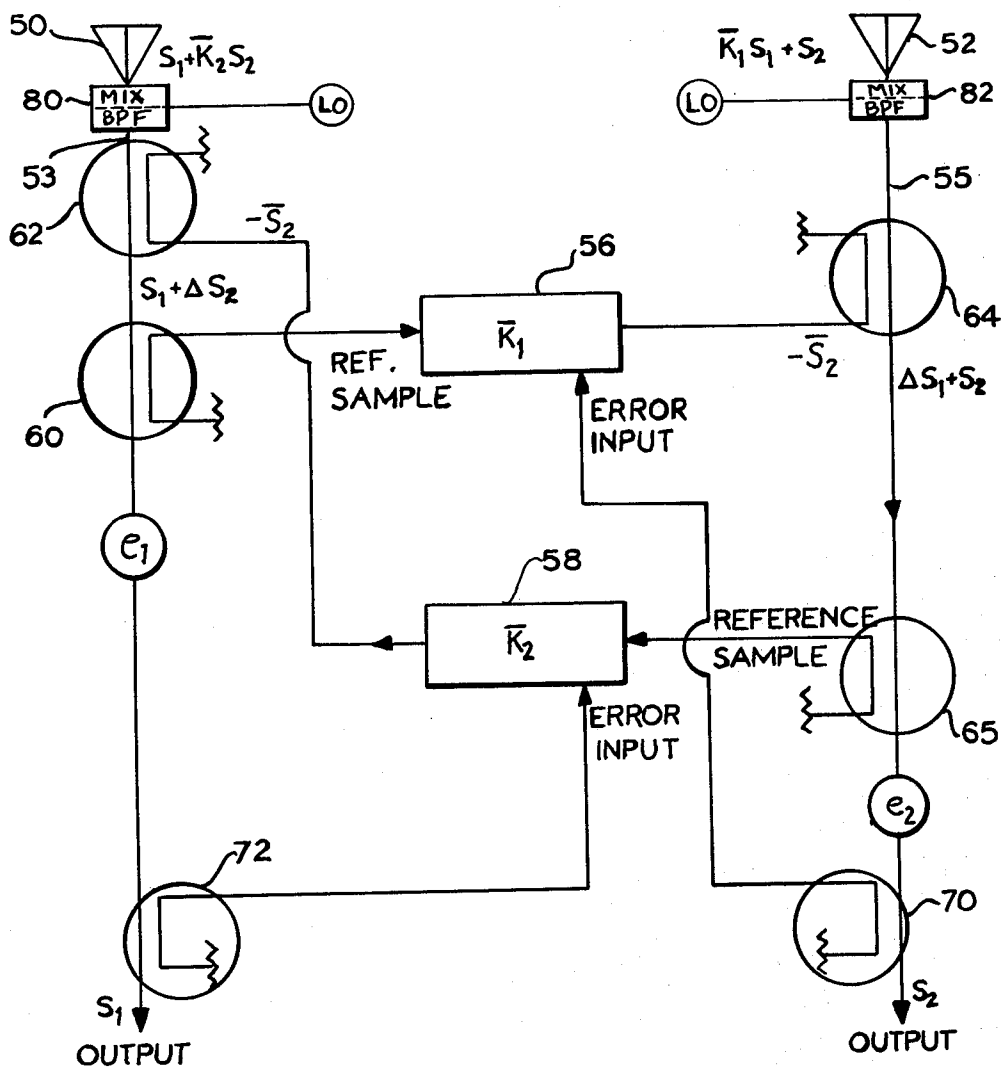 50
S₁+K̅₂S₂
K̅₁S₁+S₂
52
80
MIX
BPF
LO
LO
MIX
BPF
82
53
55
62
-S̅₂
56
64
S₁+ΔS₂
K̅₁
-S̅₂
ΔS₁+S₂
REF.
SAMPLE
60
ERROR
INPUT
e₁
58
K̅₂
REFERENCE
SAMPLE
65
ERROR
INPUT
e₂
72
70
S₁
OUTPUT
S₂
OUTPUT